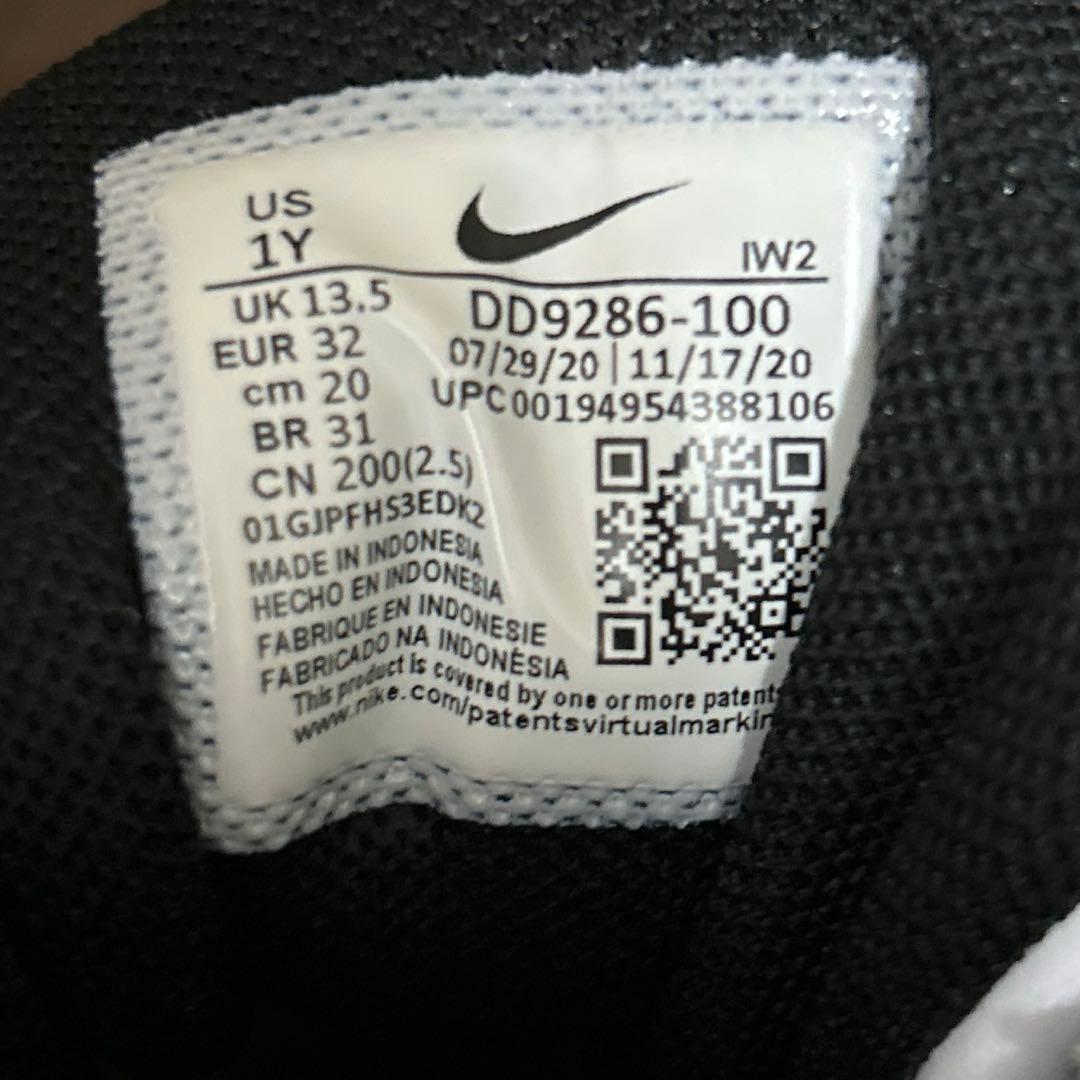 US
1Y
IW2
UK 13.5
EUR 32
cm 20
BR 31
CN 200(2.5)
DD9286-100
07/29/20 | 11/17/20
UPC00194954388106
01GJPFHS3EDK2
MADE IN INDONESIA
HECHO EN INDONESIA
FABRIQUE EN INDONESIE
FABRICADO NA INDONÉSIA
This product is covered by one or more patents
www.nike.com/patentsvirtualmarkin